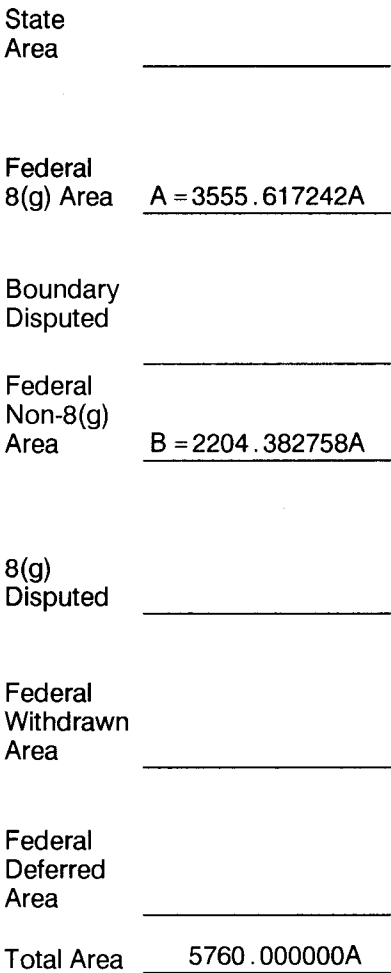 State
Area
Federal
8(g) Area A =3555.617242A
Boundary
Disputed
Federal
Non-8(g)
Area B =2204.382758A
8(g)
Disputed
Federal
Withdrawn
Area
Federal
Deferred
Area
Total Area 5760.000000A